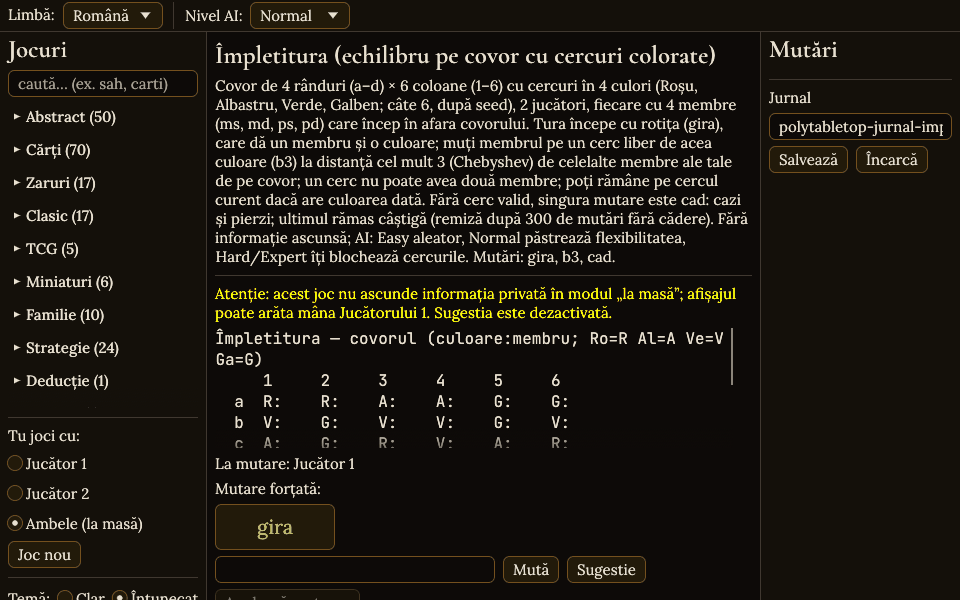 Limbă: Română Nivel AI: Normal
Jocuri
caută... (ex. sah, carti)
Abstract (50)
Cărți (70)
Zaruri (17)
Clasic (17)
TCG (5)
Miniaturi (6)
Familie (10)
Strategie (24)
Deducție (1)
Tu joci cu:
Jucător 1
Jucător 2
Ambele (la masă)
Joc nou
Temă: Clar Întunecat
Împletitura (echilibru pe covor cu cercuri colorate)
Covor de 4 rânduri (a–d) × 6 coloane (1–6) cu cercuri în 4 culori (Roșu,
Albastru, Verde, Galben; câte 6, după seed), 2 jucători, fiecare cu 4 membre
(ms, md, ps, pd) care încep în afara covorului. Tura începe cu rotița (gira),
care dă un membru și o culoare; muți membrul pe un cerc liber de acea
culoare (b3) la distanță cel mult 3 (Chebyshev) de celelalte membre ale tale
de pe covor; un cerc nu poate avea două membre; poți rămâne pe cercul
curent dacă are culoarea dată. Fără cerc valid, singura mutare este cad: cazi
și pierzi; ultimul rămas câștigă (remiză după 300 de mutări fără cădere). Fără
informație ascunsă; AI: Easy aleator, Normal păstrează flexibilitatea,
Hard/Expert îți blochează cercurile. Mutări: gira, b3, cad.
Atenție: acest joc nu ascunde informația privată în modul „la masă”; afișajul
poate arăta mâna Jucătorului 1. Sugestia este dezactivată.
Împletitura — covorul (culoare:membru; Ro=R Al=A Ve=V
Ga=G)
1 2 3 4 5 6
a R: R: A: A: G: G:
b V: G: V: V: G: V:
c A: G: R: V: A: R:
La mutare: Jucător 1
Mutare forțată:
gira
Mută Sugestie
Mutări
Jurnal
polytabletop-jurnal-imp
Salvează Încarcă